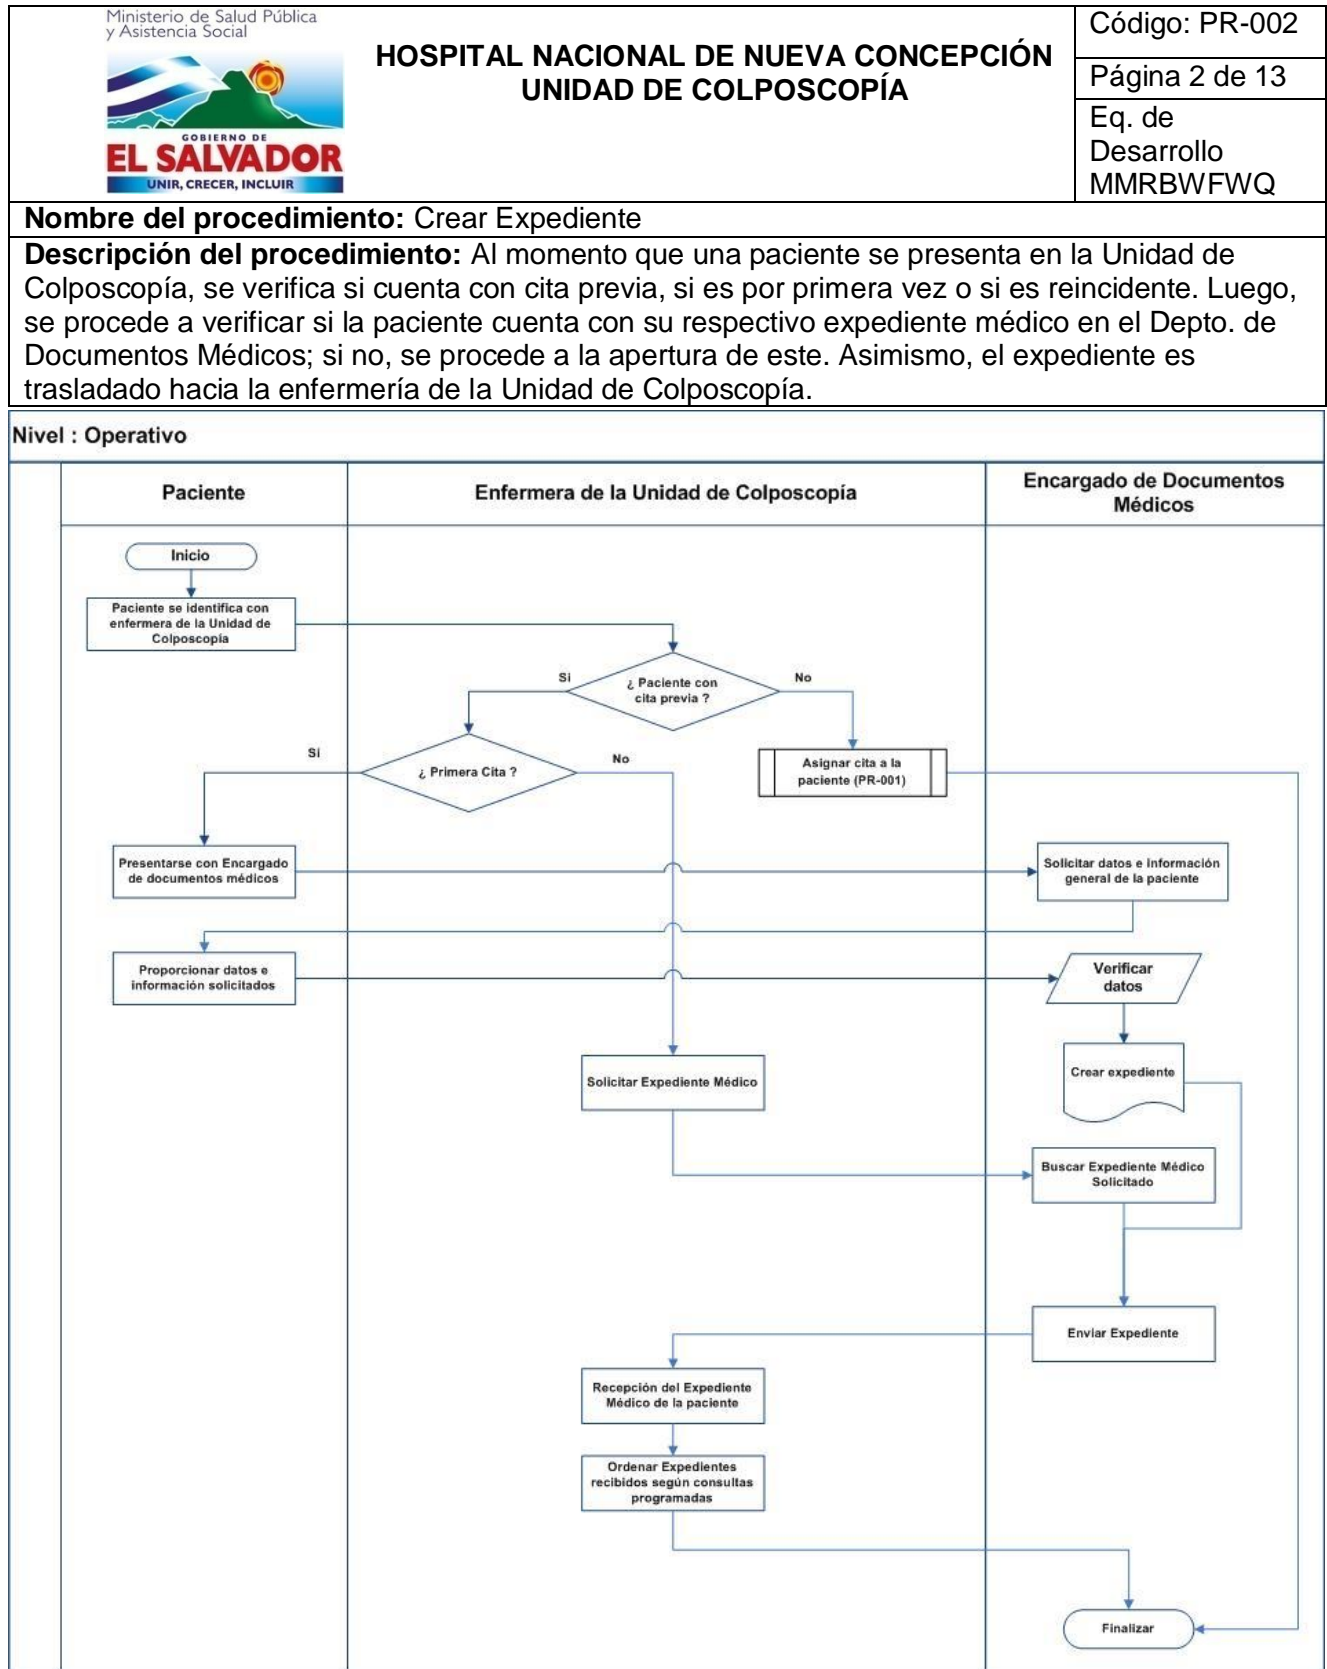 Ministerio de Salud Pública
y Asistencia Social
GOBIERNO DE
EL SALVADOR
UNIR, CRECER, INCLUIR
HOSPITAL NACIONAL DE NUEVA CONCEPCIÓN
UNIDAD DE COLPOSCOPÍA
Código: PR-002
Página 2 de 13
Eq. de
Desarrollo
MMRBWFWQ
Nombre del procedimiento: Crear Expediente
Descripción del procedimiento: Al momento que una paciente se presenta en la Unidad de
Colposcopía, se verifica si cuenta con cita previa, si es por primera vez o si es reincidente. Luego,
se procede a verificar si la paciente cuenta con su respectivo expediente médico en el Depto. de
Documentos Médicos; si no, se procede a la apertura de este. Asimismo, el expediente es
trasladado hacia la enfermería de la Unidad de Colposcopía.
Nivel : Operativo
Paciente
Enfermera de la Unidad de Colposcopía
Encargado de Documentos
Médicos
Inicio
Paciente se identifica con
enfermera de la Unidad de
Colposcopía
Si
¿ Paciente con
cita previa ?
No
Si
¿ Primera Cita ?
No
Asignar cita a la
paciente (PR-001)
Presentarse con Encargado
de documentos médicos
Solicitar datos e Información
general de la paciente
Proporcionar datos e
información solicitados
Verificar
datos
Crear expediente
Solicitar Expediente Médico
Buscar Expediente Médico
Solicitado
Enviar Expediente
Recepción del Expediente
Médico de la paciente
Ordenar Expedientes
recibidos según consultas
programadas
Finalizar